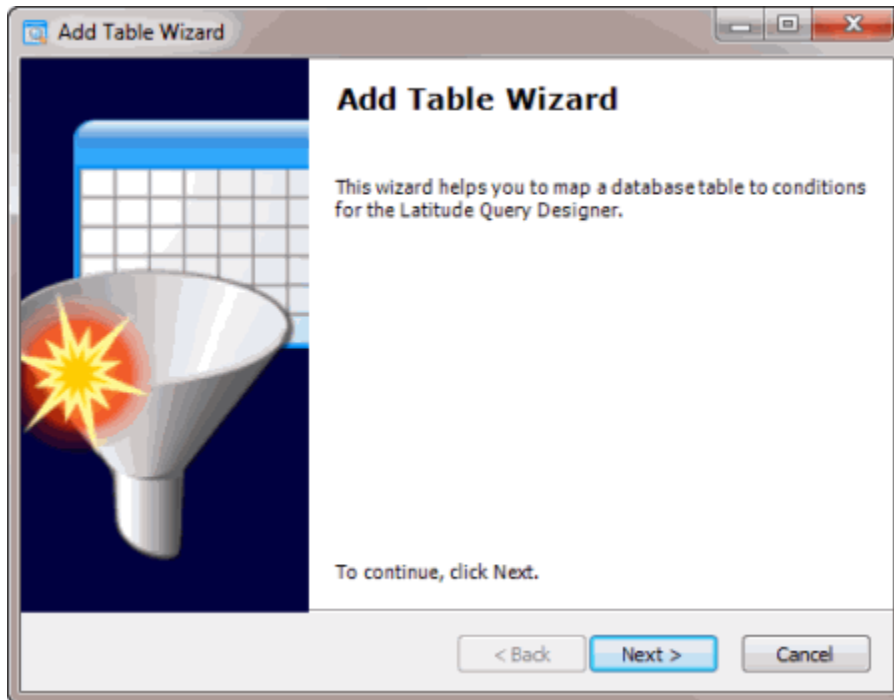 Add Table Wizard
Add Table Wizard
This wizard helps you to map a database table to conditions
for the Latitude Query Designer.
To continue, click Next.
< Back Next > Cancel